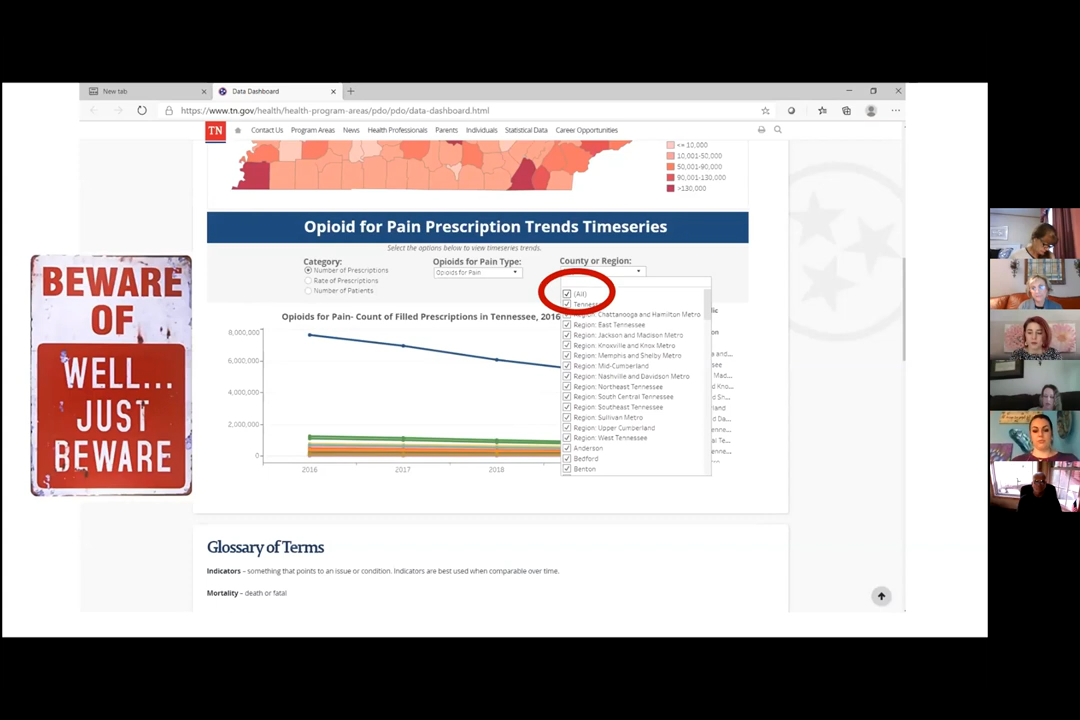 New tab
Data Dashboard
https://www.tn.gov/health/health-program-areas/pdo/pdo/data-dashboard.html
TN
Contact Us Program Areas News Health Professionals Parents Individuals Statistical Data Career Opportunities
<= 10,000
10,001-50,000
50,001-90,000
90,001-130,000
>130,000
Opioid for Pain Prescription Trends Timeseries
Select the options below to view timeseries trends.
Category:
Number of Prescriptions
Rate of Prescriptions
Number of Patients
Opioids for Pain Type:
Opioids for Pain
County or Region:
(All)
Region: Chattanooga and Hamilton Metro
Region: East Tennessee
Region: Jackson and Madison Metro
Region: Knoxville and Knox Metro
Region: Memphis and Shelby Metro
Region: Mid-Cumberland
Region: Nashville and Davidson Metro
Region: Northeast Tennessee
Region: South Central Tennessee
Region: Southeast Tennessee
Region: Sullivan Metro
Region: Upper Cumberland
Region: West Tennessee
Anderson
Bedford
Benton
Opioids for Pain- Count of Filled Prescriptions in Tennessee, 2016
8,000,000
6,000,000
4,000,000
2,000,000
0
2016
2017
2018
BEWARE
OF
WELL...
JUST
BEWARE
Glossary of Terms
Indicators – something that points to an issue or condition. Indicators are best used when comparable over time.
Mortality – death or fatal